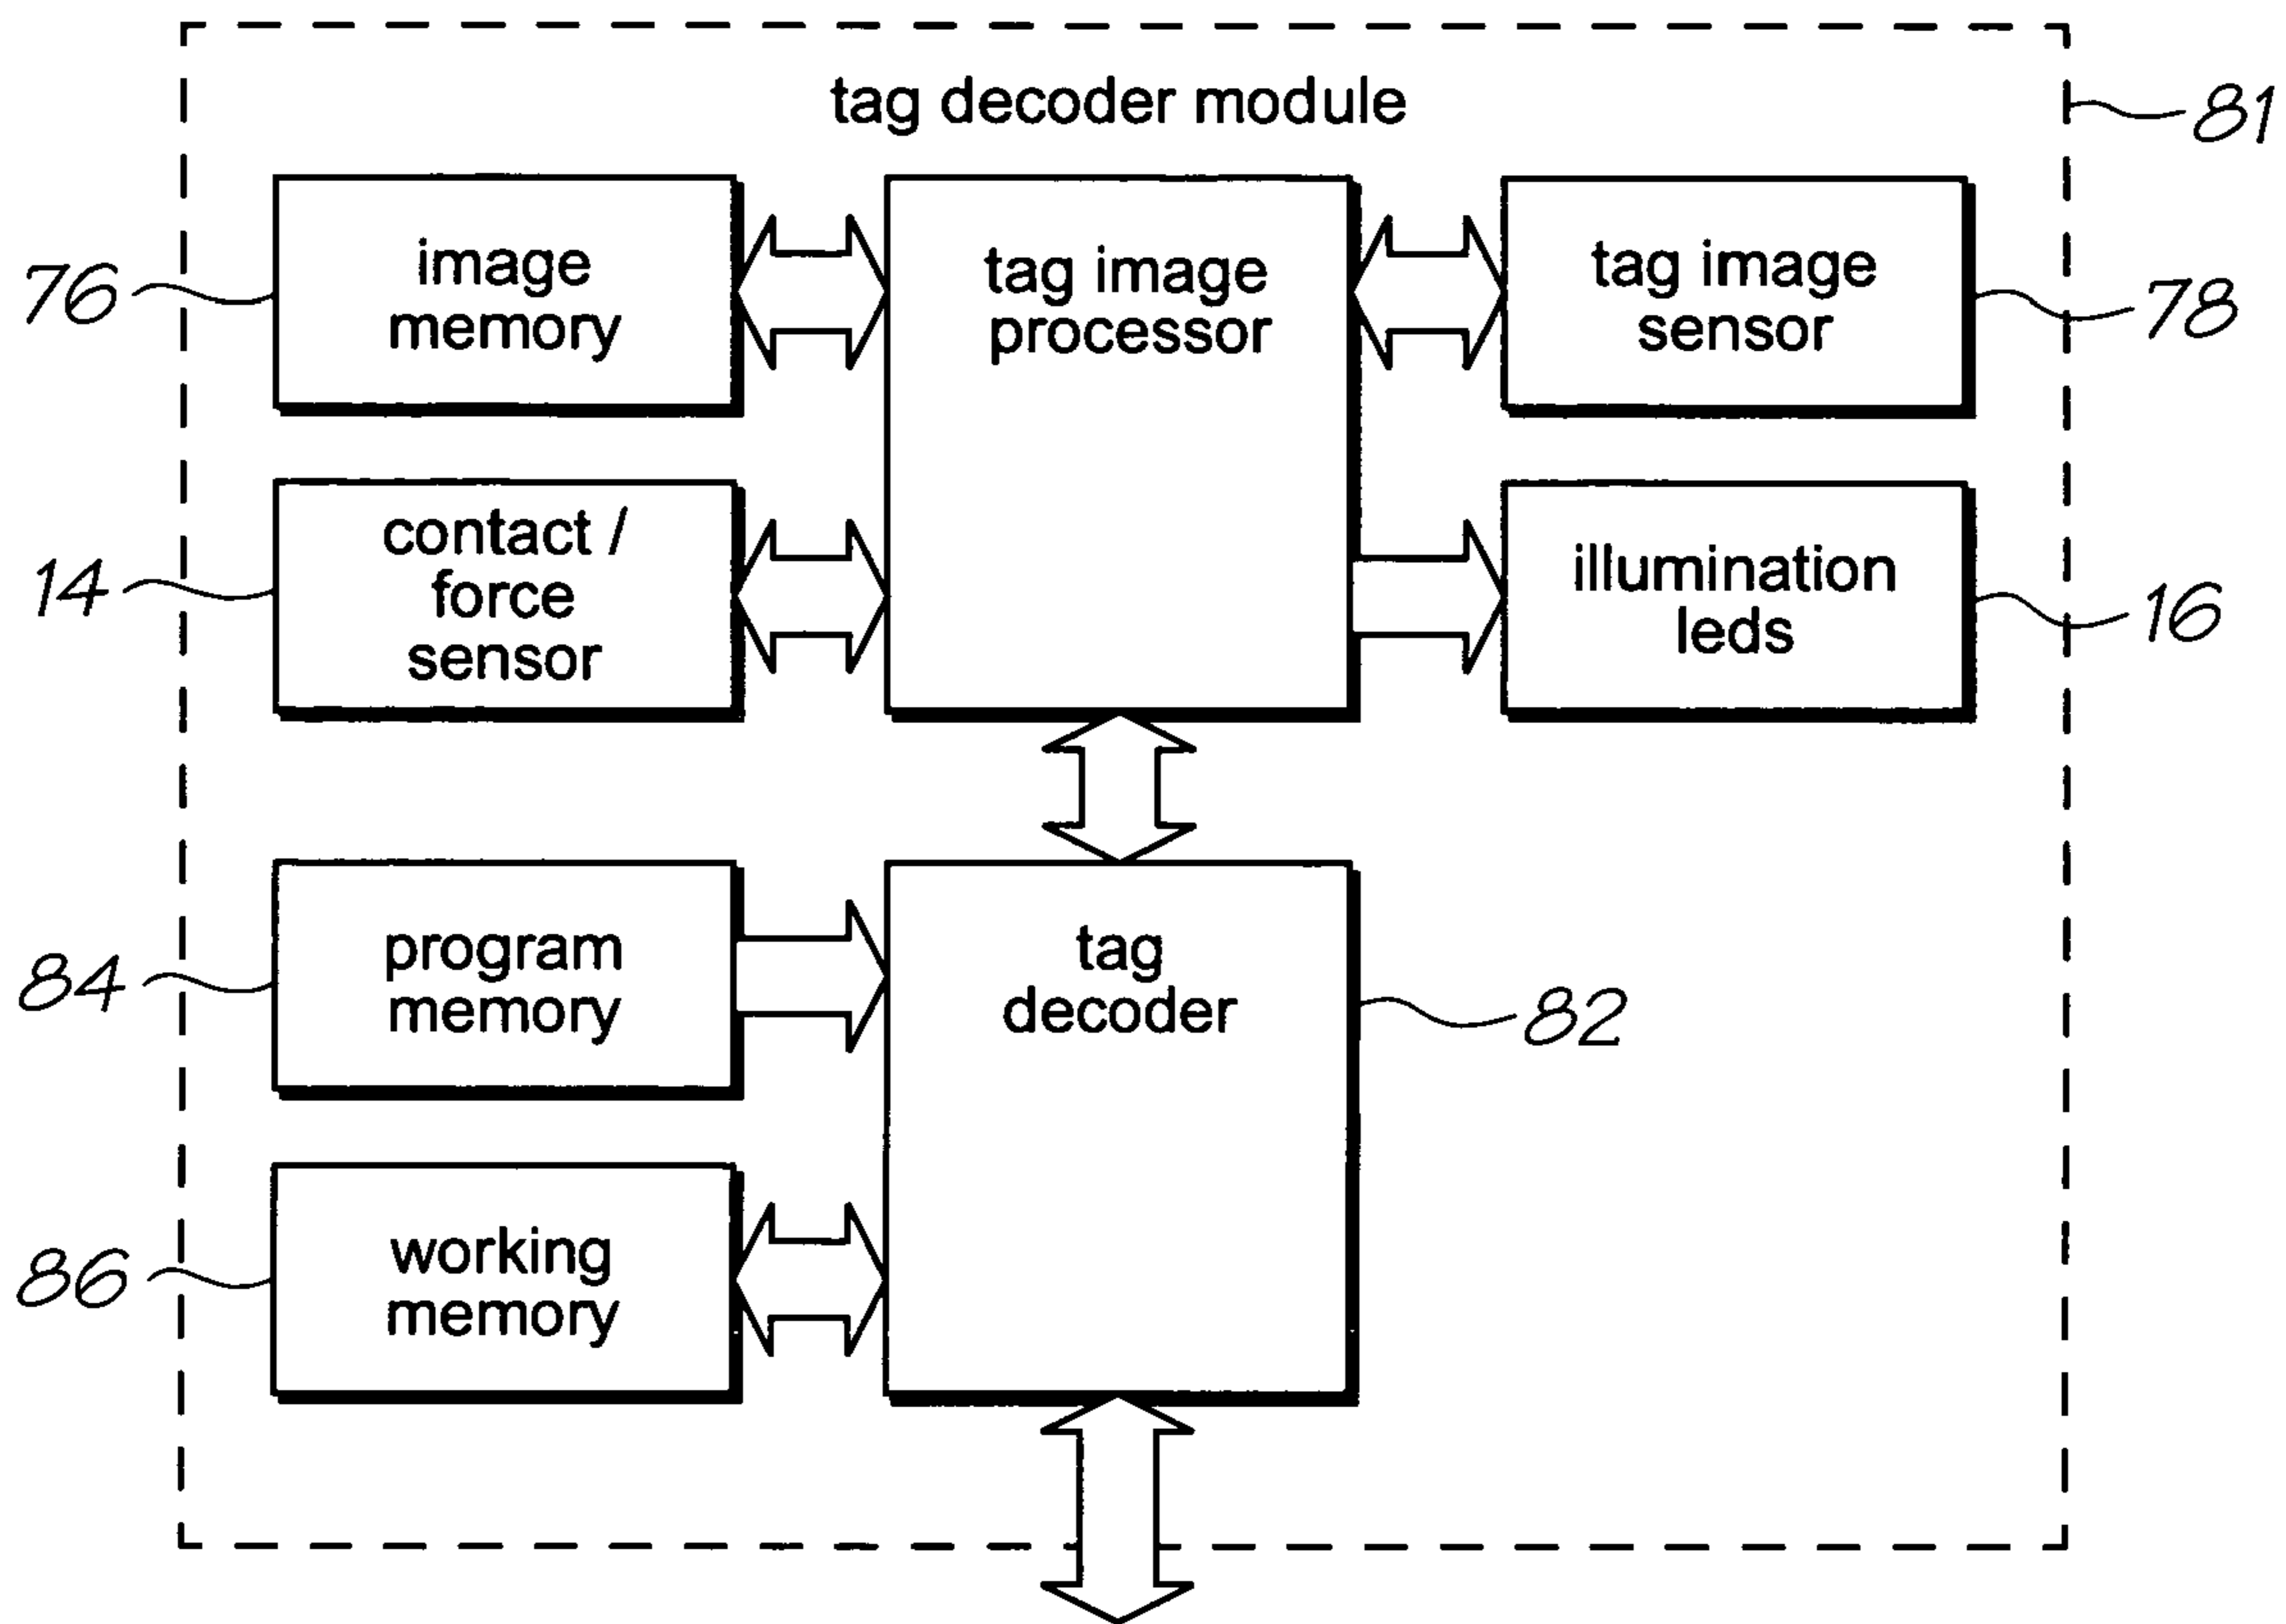 tag decoder module
81
76
image
memory
tag image
processor
tag image
sensor
78
14
contact /
force
sensor
illumination
leds
16
84
program
memory
tag
decoder
82
86
working
memory